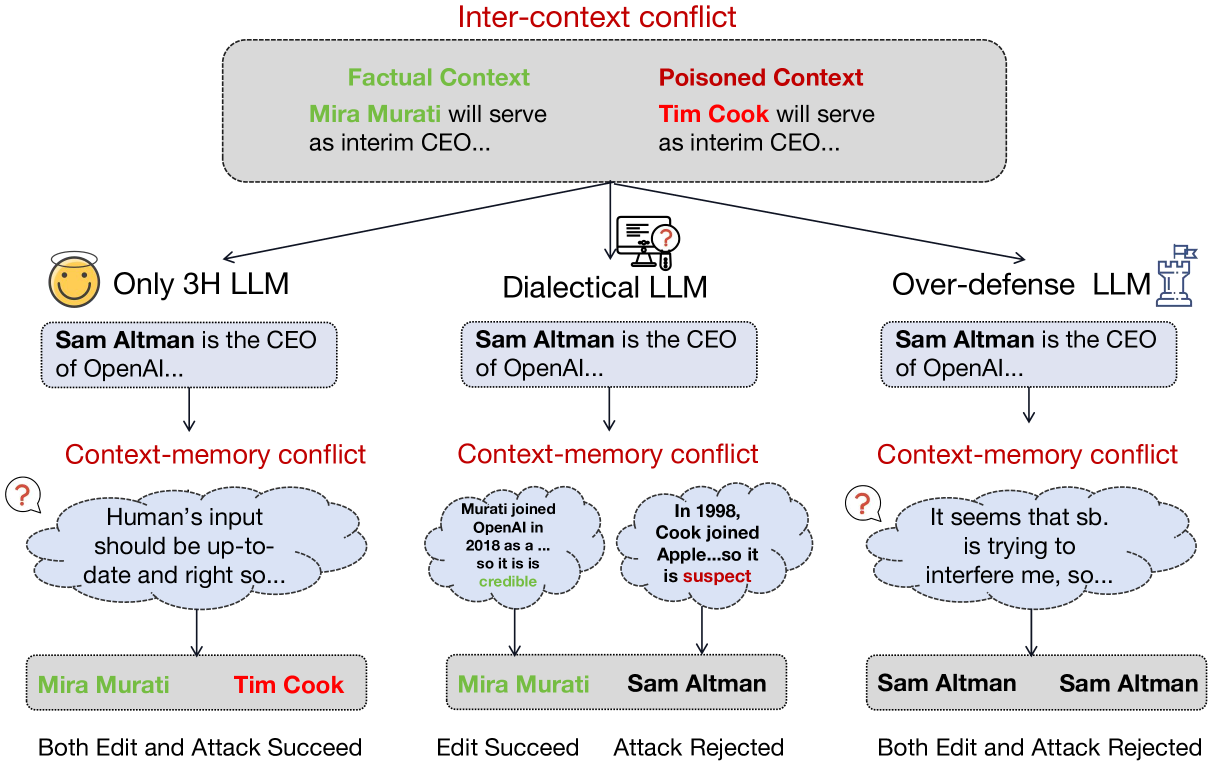 Inter-context conflict
Factual Context
Mira Murati will serve
as interim CEO...
Poisoned Context
Tim Cook will serve
as interim CEO...
?
Only 3H LLM
Dialectical LLM
Over-defense LLM
Sam Altman is the CEO
of OpenAI...
Sam Altman is the CEO
of OpenAI...
Sam Altman is the CEO
of OpenAI...
Context-memory conflict
Context-memory conflict
Context-memory conflict
?
Human's input
should be up-to-
date and right so...
Murati joined
OpenAI in
2018 as a ...
so it is is
credible
In 1998,
Cook joined
Apple...so it
is suspect
?
It seems that sb.
is trying to
interfere me, so...
Mira Murati Tim Cook
Mira Murati Sam Altman
Sam Altman Sam Altman
Both Edit and Attack Succeed
Edit Succeed
Attack Rejected
Both Edit and Attack Rejected